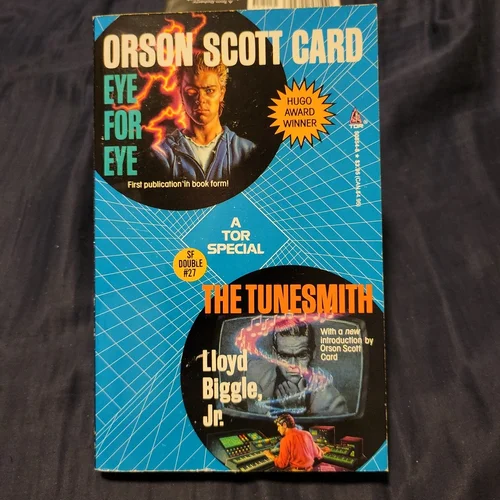 ORSON SCOTT CARD
EYE
FOR
EYE
First publication in book form!
HUGO
AWARD
WINNER
TOR
A
TOR
SPECIAL
SF
DOUBLE
#27
THE TUNESMITH
With a new
introduction by
Orson Scott
Card
Lloyd
Biggle,
Jr.